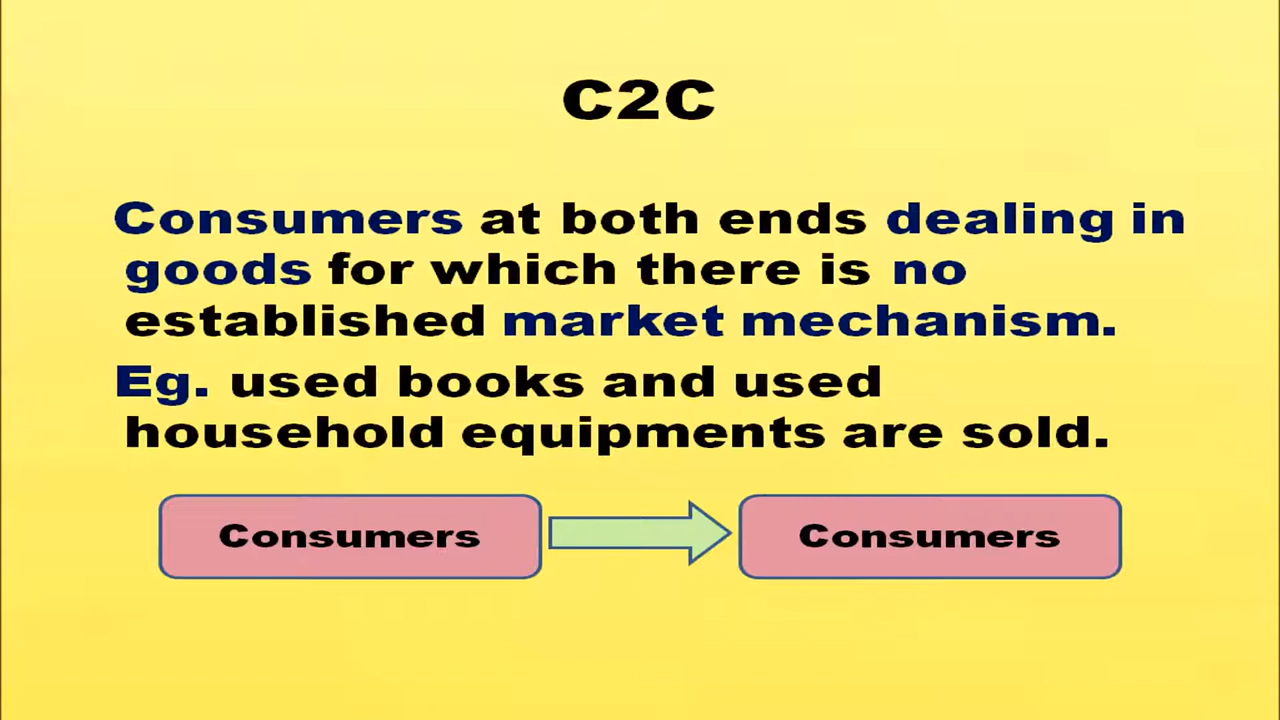 C2C
Consumers at both ends dealing in
goods for which there is no
established market mechanism.
Eg. used books and used
household equipments are sold.
Consumers
Consumers